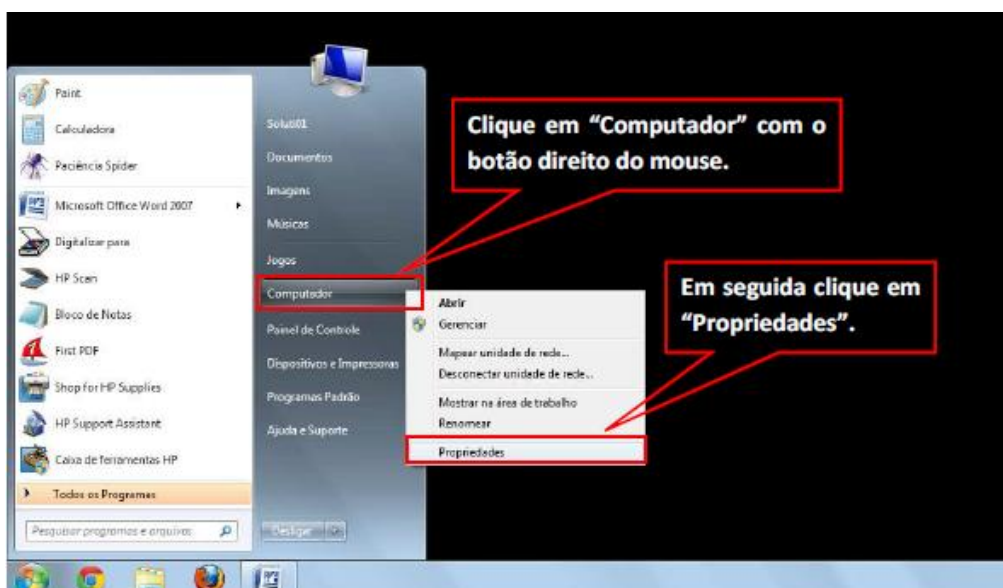 Paint
Calculadora
Paciência Spider
Microsoft Office Word 2007
Digitalizar para
HP Scan
Bloco de Notas
First PDF
Shop for HP Supplies
HP Support Assistant
Caixa de ferramentas HP
Todos os Programas
Pesquisar programas e arquivos
Soluti01
Documentos
Imagens
Músicas
Jogos
Computador
Painel de Controle
Dispositivos e Impressoras
Programas Padrão
Ajuda e Suporte
Desligar
Abrir
Gerenciar
Mapear unidade de rede...
Desconectar unidade de rede...
Mostrar na área de trabalho
Renomear
Propriedades
Clique em “Computador” com o
botão direito do mouse.
Em seguida clique em
“Propriedades”.